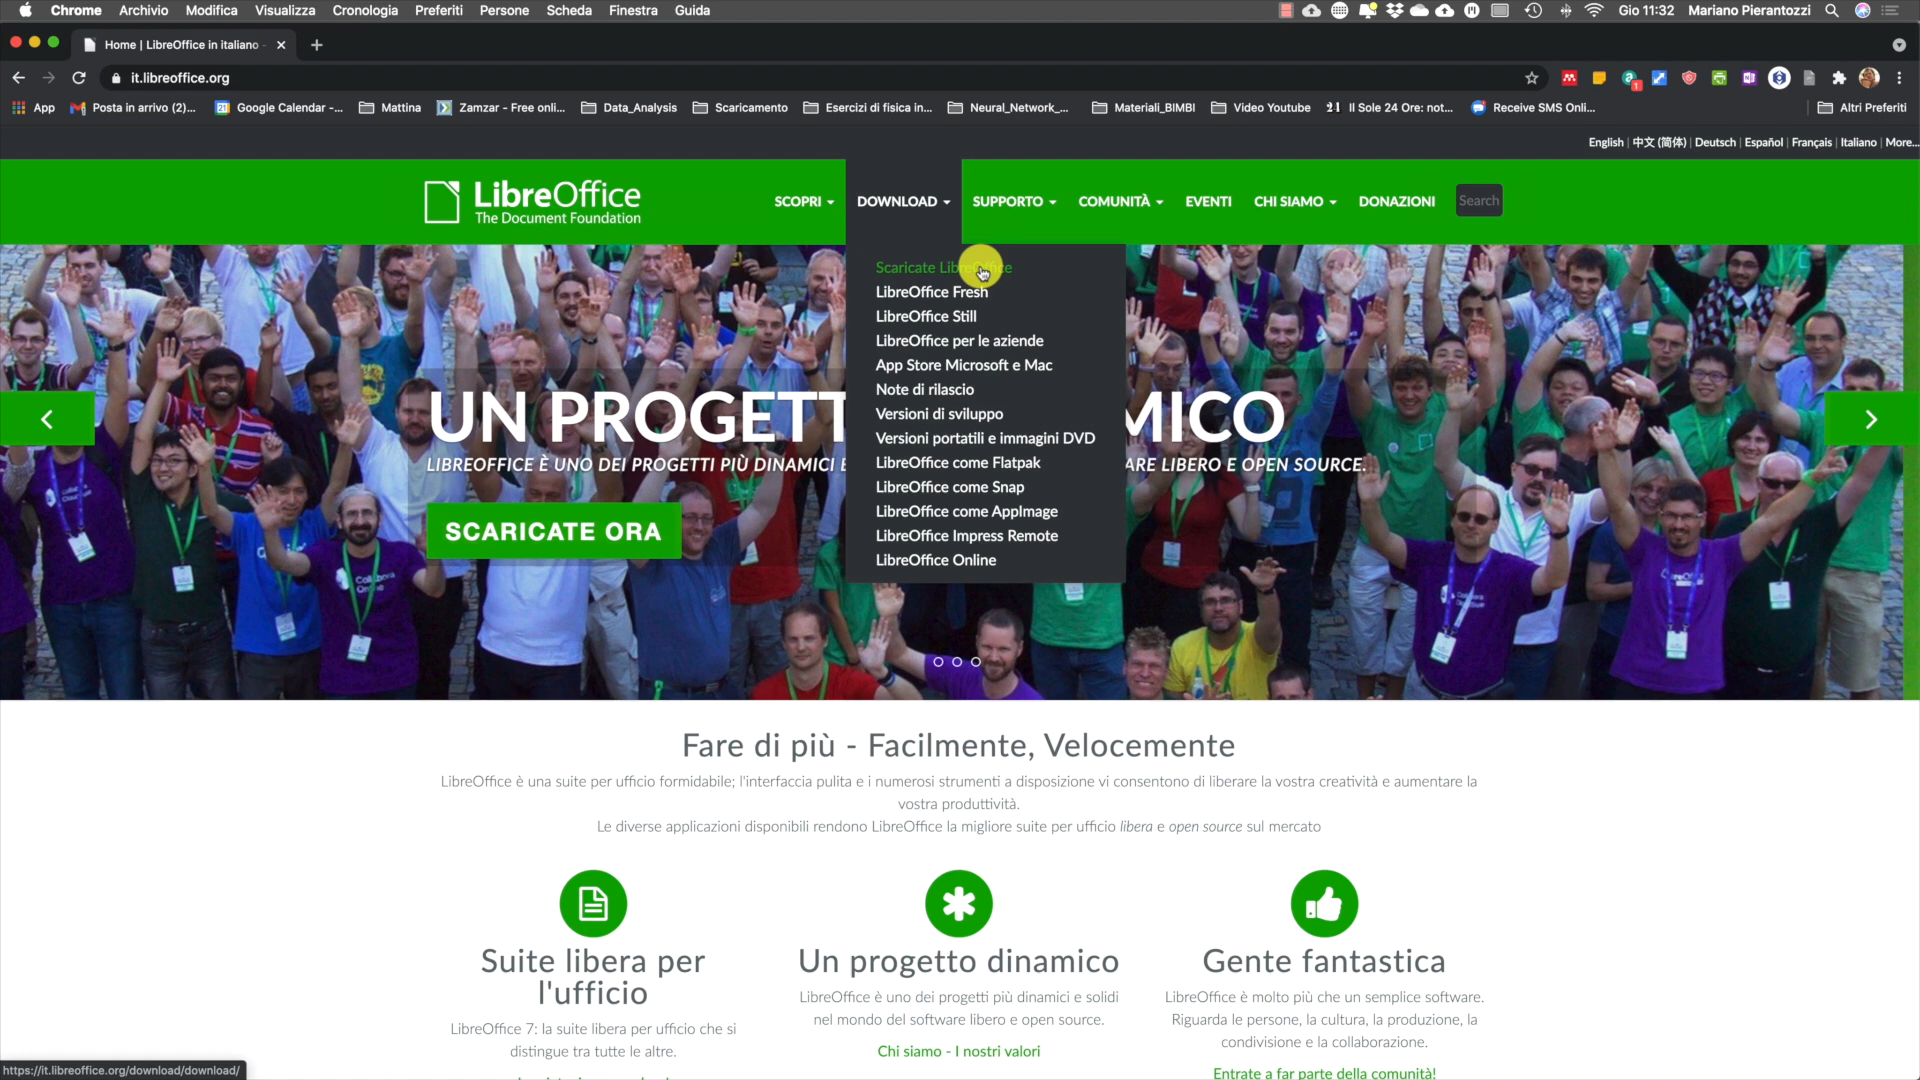 Chrome Archivio Modifica Visualizza Cronologia Preferiti Persone Scheda Finestra Guida Gio 11:32 Mariano Pierantozzi
Home | LibreOffice in italiano
it.libreoffice.org
App Posta in arrivo (2)... Google Calendar -... Mattina Zamzar - Free onli... Data_Analysis Scaricamento Esercizi di fisica in... Neural_Network_... Materiali_BIMBI Video Youtube Il Sole 24 Ore: not... Receive SMS Onli... Altri Preferiti
English | 中文 (简体) | Deutsch | Español | Français | Italiano | More...
LibreOffice
The Document Foundation
SCOPRI DOWNLOAD SUPPORTO COMUNITÀ EVENTI CHI SIAMO DONAZIONI Search
Scaricate LibreOffice
LibreOffice Fresh
LibreOffice Still
LibreOffice per le aziende
App Store Microsoft e Mac
Note di rilascio
Versioni di sviluppo
Versioni portatili e immagini DVD
LibreOffice come Flatpak
LibreOffice come Snap
LibreOffice come AppImage
LibreOffice Impress Remote
LibreOffice Online
UN PROGETT MICO
LIBREOFFICE È UNO DEI PROGETTI PIÙ DINAMICI E ARE LIBERO E OPEN SOURCE.
SCARICATE ORA
Fare di più - Facilmente, Velocemente
LibreOffice è una suite per ufficio formidabile; l'interfaccia pulita e i numerosi strumenti a disposizione vi consentono di liberare la vostra creatività e aumentare la
vostra produttività.
Le diverse applicazioni disponibili rendono LibreOffice la migliore suite per ufficio libera e open source sul mercato
Suite libera per
l'ufficio
LibreOffice 7: la suite libera per ufficio che si
distingue tra tutte le altre.
Un progetto dinamico
LibreOffice è uno dei progetti più dinamici e solidi
nel mondo del software libero e open source.
Chi siamo - I nostri valori
Gente fantastica
LibreOffice è molto più che un semplice software.
Riguarda le persone, la cultura, la produzione, la
condivisione e la collaborazione.
Entrate a far parte della comunità!
https://it.libreoffice.org/download/download/